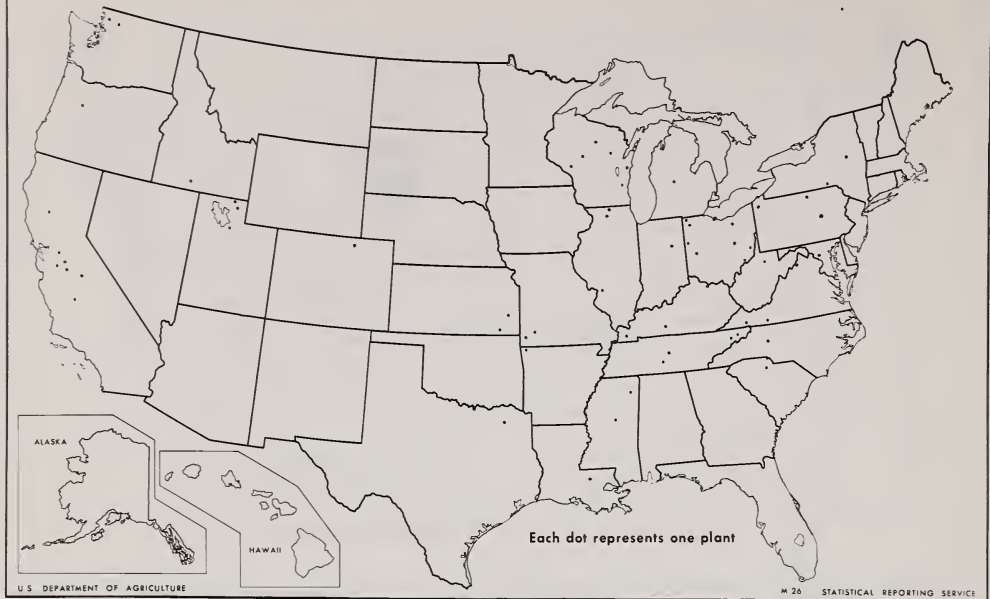 ALASKA
HAWAII
Each dot represents one plant
U S DEPARTMENT OF AGRICULTURE
M 26 STATISTICAL REPORTING SERVICE